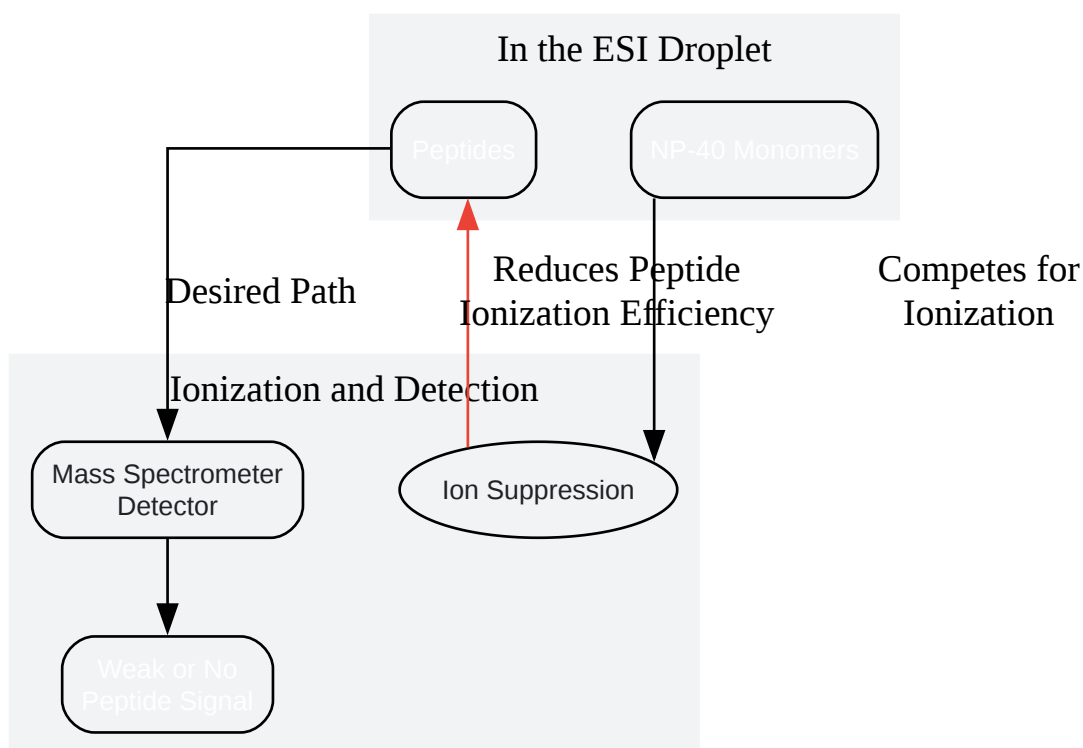 In the ESI Droplet
Peptides
NP-40 Monomers
Desired Path
Reduces Peptide
Ionization Efficiency
Competes for
Ionization
Ionization and Detection
Mass Spectrometer
Detector
Ion Suppression
Weak or No
Peptide Signal